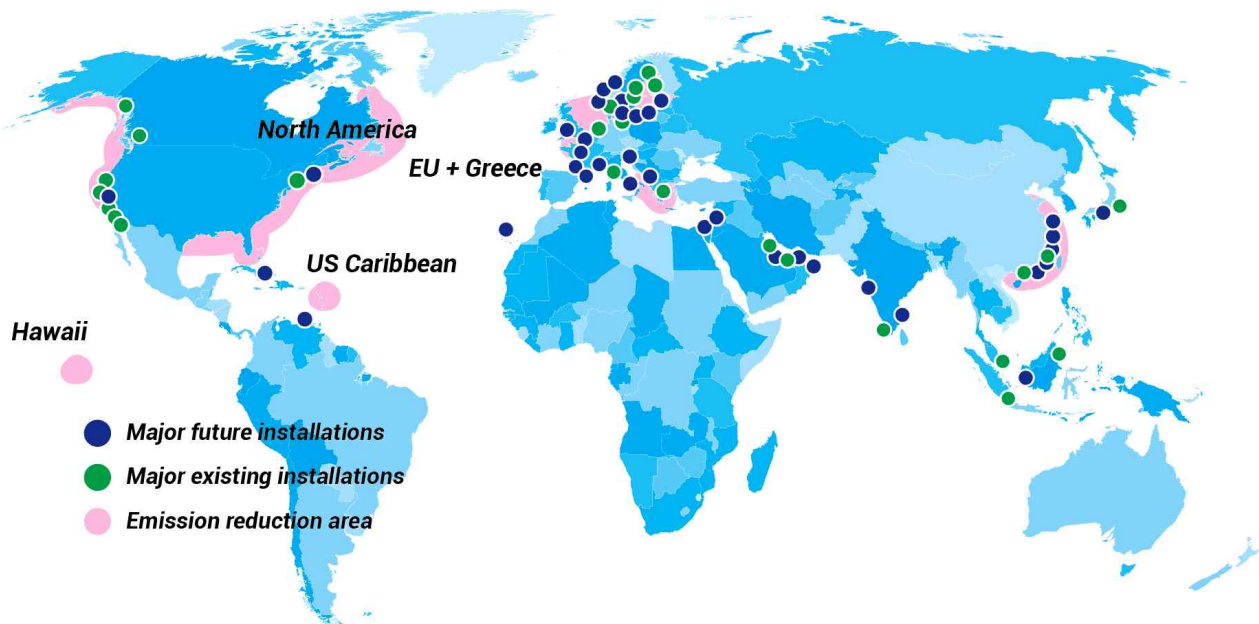 North America
EU + Greece
US Caribbean
Hawaii
Major future installations
Major existing installations
Emission reduction area